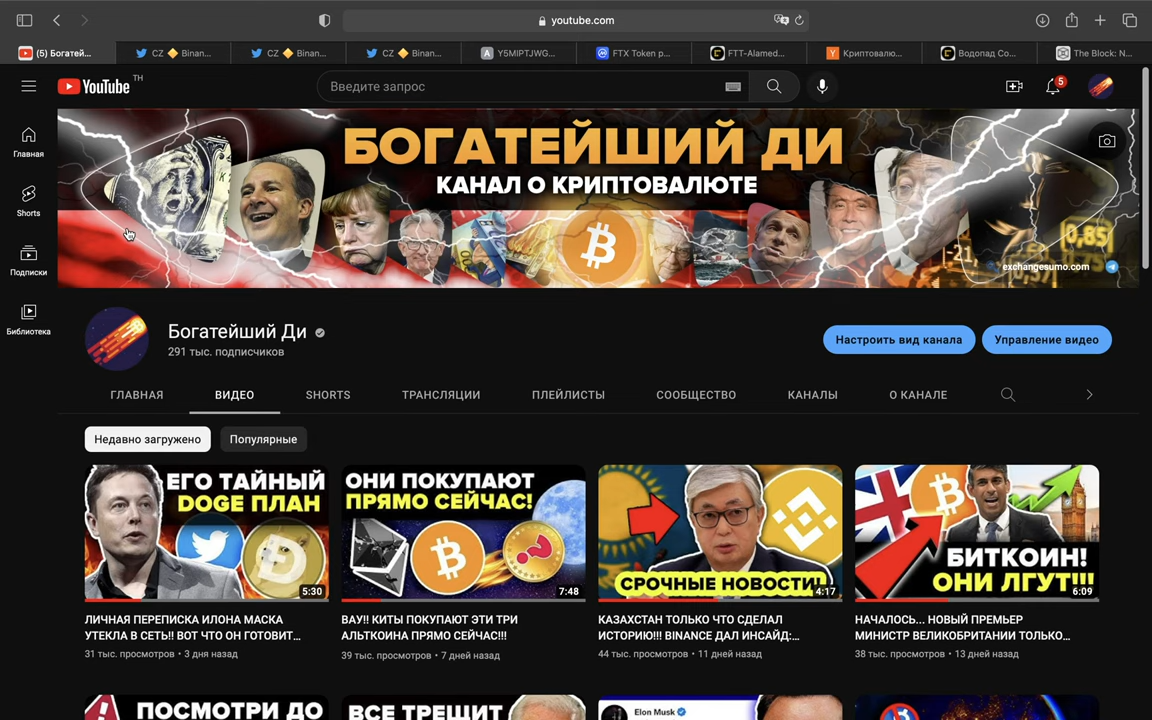 youtube.com
(5) Богатей...
CZ 🔶 Binan...
CZ 🔶 Binan...
CZ 🔶 Binan...
Y5MIPTJWG...
FTX Token p...
FTT-Alamed...
Криптовалю...
Водопад Со...
The Block: N...
YouTube TH
Введите запрос
5
БОГАТЕЙШИЙ ДИ
КАНАЛ О КРИПТОВАЛЮТЕ
0,85
-21,
exchangesumo.com
Главная
Shorts
Подписки
Библиотека
Богатейший Ди
291 тыс. подписчиков
Настроить вид канала
Управление видео
ГЛАВНАЯ
ВИДЕО
SHORTS
ТРАНСЛЯЦИИ
ПЛЕЙЛИСТЫ
СООБЩЕСТВО
КАНАЛЫ
О КАНАЛЕ
Недавно загружено
Популярные
ЕГО ТАЙНЫЙ
DOGE ПЛАН
5:30
ОНИ ПОКУПАЮТ
ПРЯМО СЕЙЧАС!
7:48
СРОЧНЫЕ НОВОСТИ!
4:17
БИТКОИН!
ОНИ ЛГУТ!!!
6:09
ЛИЧНАЯ ПЕРЕПИСКА ИЛОНА МАСКА
УТЕКЛА В СЕТЬ!! ВОТ ЧТО ОН ГОТОВИТ...
31 тыс. просмотров • 3 дня назад
ВАУ!! КИТЫ ПОКУПАЮТ ЭТИ ТРИ
АЛЬТКОИНА ПРЯМО СЕЙЧАС!!!
39 тыс. просмотров • 7 дней назад
КАЗАХСТАН ТОЛЬКО ЧТО СДЕЛАЛ
ИСТОРИЮ!!! BINANCE ДАЛ ИНСАЙД:...
44 тыс. просмотров • 11 дней назад
НАЧАЛОСЬ... НОВЫЙ ПРЕМЬЕР
МИНИСТР ВЕЛИКОБРИТАНИИ ТОЛЬКО...
38 тыс. просмотров • 13 дней назад
ПОСМОТРИ ДО
ВСЕ ТРЕЩИТ
Elon Musk